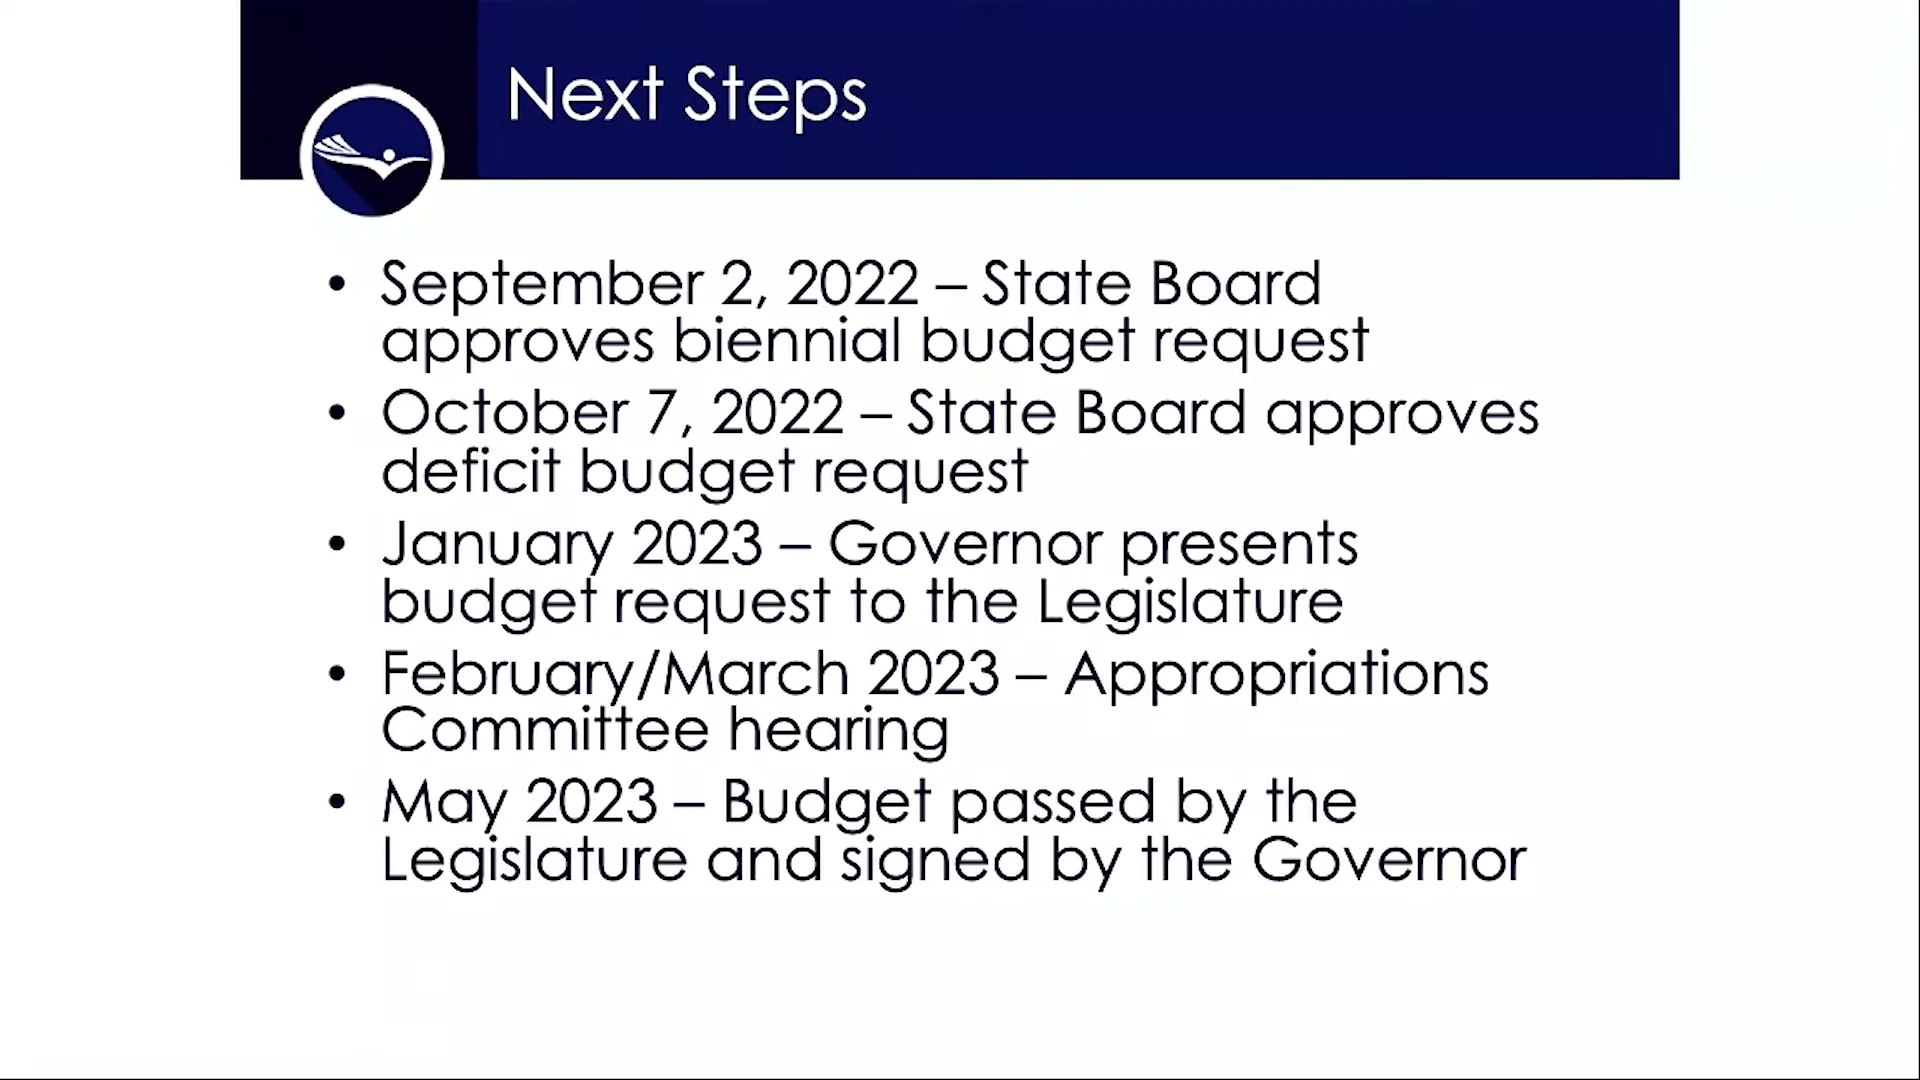 Next Steps
• September 2, 2022 – State Board
approves biennial budget request
• October 7, 2022 – State Board approves
deficit budget request
• January 2023 – Governor presents
budget request to the Legislature
• February/March 2023 – Appropriations
Committee hearing
• May 2023 – Budget passed by the
Legislature and signed by the Governor